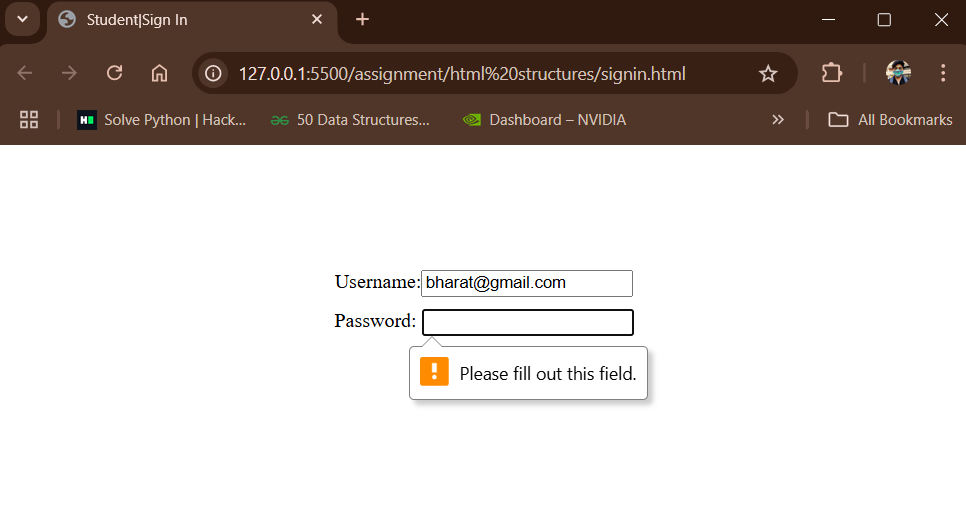 Student|Sign In
127.0.0.1:5500/assignment/html%20structures/signin.html
Solve Python | Hack... 50 Data Structures... Dashboard – NVIDIA All Bookmarks
Username: bharat@gmail.com
Password:
Please fill out this field.